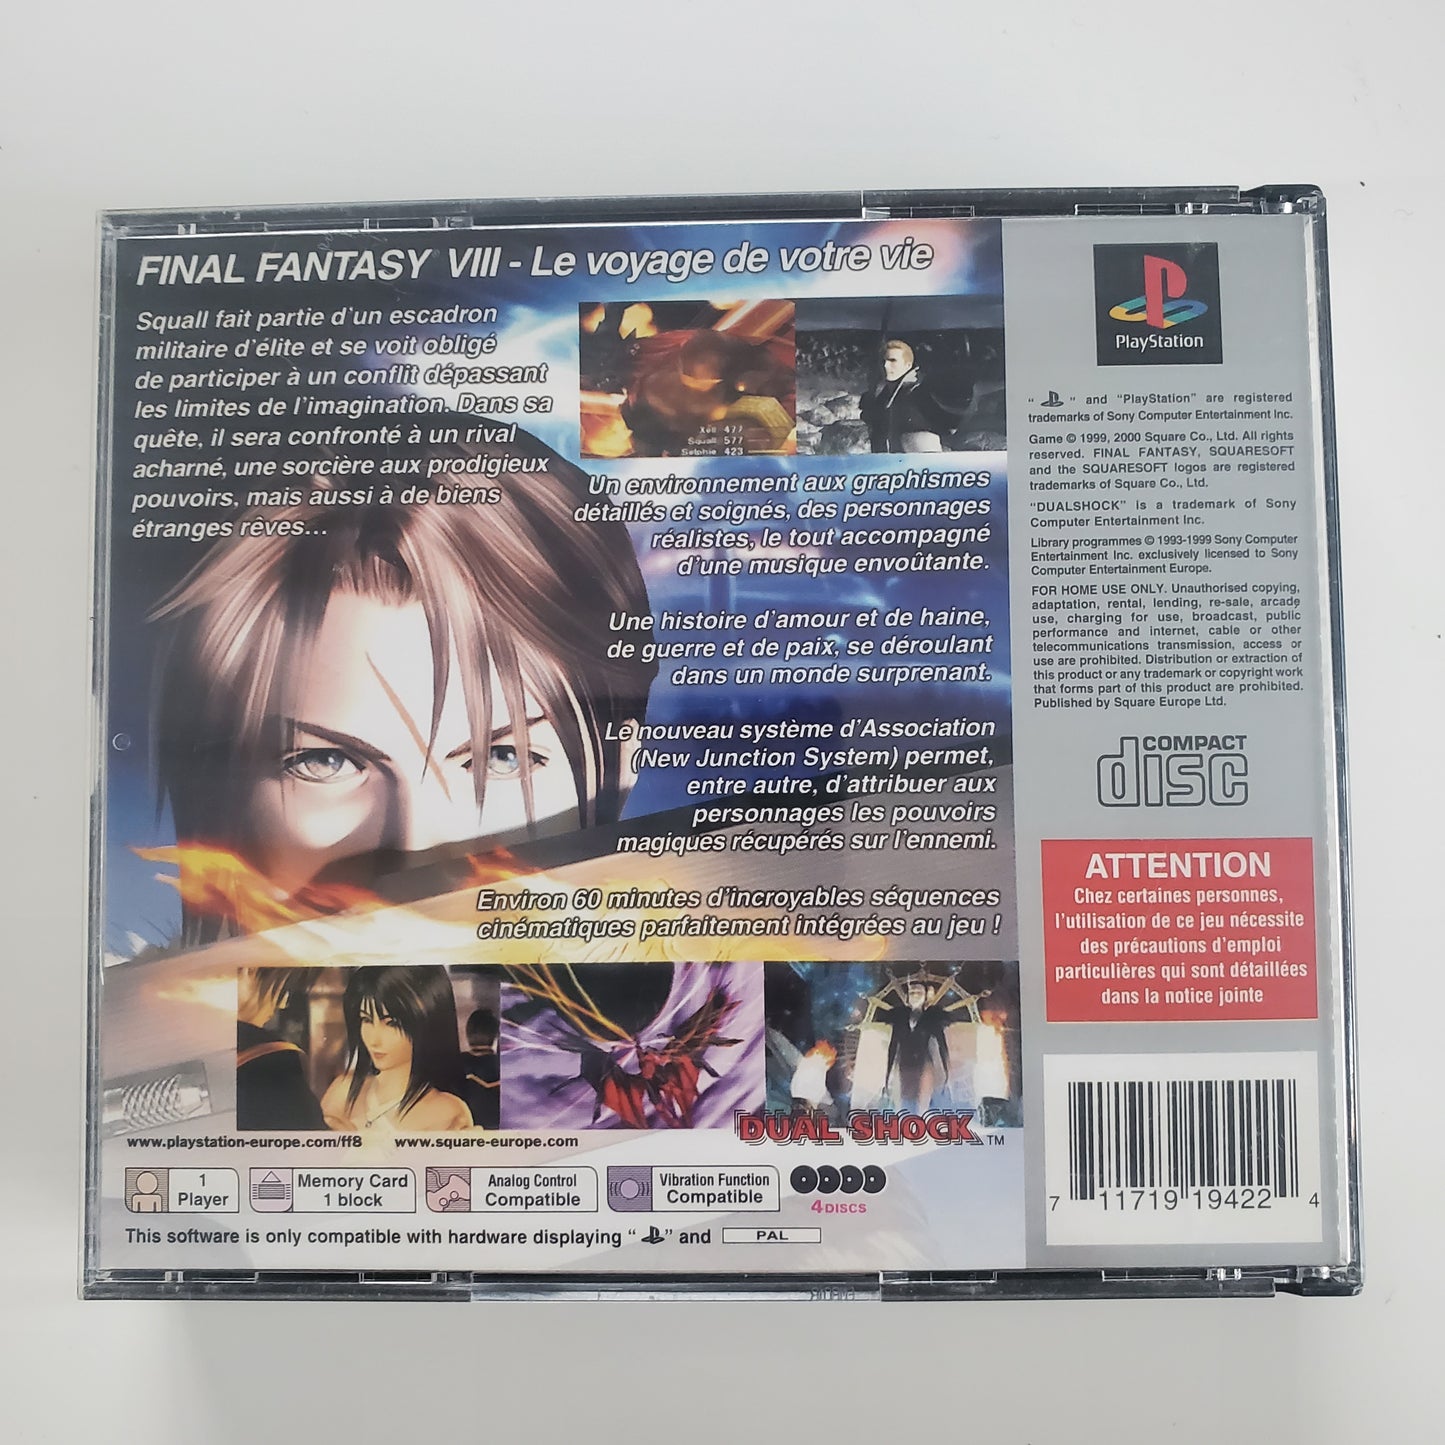 FINAL FANTASY® VIII - Le voyage de votre vie
Squall fait partie d'un escadron
militaire d'élite et se voit obligé
de participer à un conflit dépassant
les limites de l'imagination. Dans sa
quête, il sera confronté à un rival
acharné, une sorcière aux prodigieux
pouvoirs, mais aussi à de biens
étranges rêves...
Xell 477
Squall 577
Selphie 423
Un environnement aux graphismes
détaillés et soignés, des personnages
réalistes, le tout accompagné
d'une musique envoûtante.
Une histoire d'amour et de haine,
de guerre et de paix, se déroulant
dans un monde surprenant.
Le nouveau système d'Association
(New Junction System) permet,
entre autre, d'attribuer aux
personnages les pouvoirs
magiques récupérés sur l'ennemi.
Environ 60 minutes d'incroyables séquences
cinématiques parfaitement intégrées au jeu !
DUAL SHOCK™
www.playstation-europe.com/ff8 www.square-europe.com
1
Player
Memory Card
1 block
Analog Control
Compatible
Vibration Function
Compatible
4 DISCS
This software is only compatible with hardware displaying " " and PAL
PlayStation
" " and "PlayStation" are registered
trademarks of Sony Computer Entertainment Inc.
Game © 1999, 2000 Square Co., Ltd. All rights
reserved. FINAL FANTASY, SQUARESOFT
and the SQUARESOFT logos are registered
trademarks of Square Co., Ltd.
"DUALSHOCK" is a trademark of Sony
Computer Entertainment Inc.
Library programmes © 1993-1999 Sony Computer
Entertainment Inc. exclusively licensed to Sony
Computer Entertainment Europe.
FOR HOME USE ONLY. Unauthorised copying,
adaptation, rental, lending, re-sale, arcade
use, charging for use, broadcast, public
performance and internet, cable or other
telecommunications transmission, access or
use are prohibited. Distribution or extraction of
this product or any trademark or copyright work
that forms part of this product are prohibited.
Published by Square Europe Ltd.
COMPACT
disc
ATTENTION
Chez certaines personnes,
l'utilisation de ce jeu nécessite
des précautions d'emploi
particulières qui sont détaillées
dans la notice jointe
7 11719 19422 4